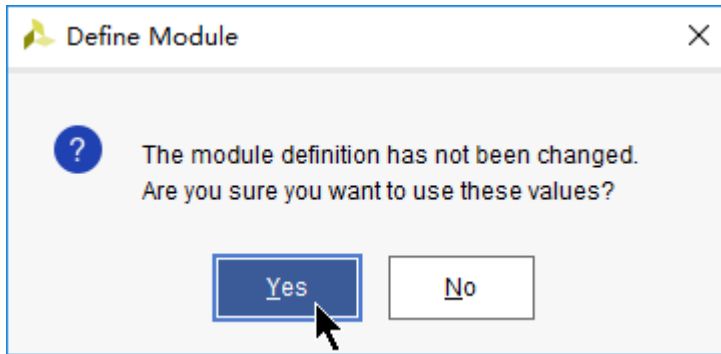 Define Module
?
The module definition has not been changed.
Are you sure you want to use these values?
Yes
No